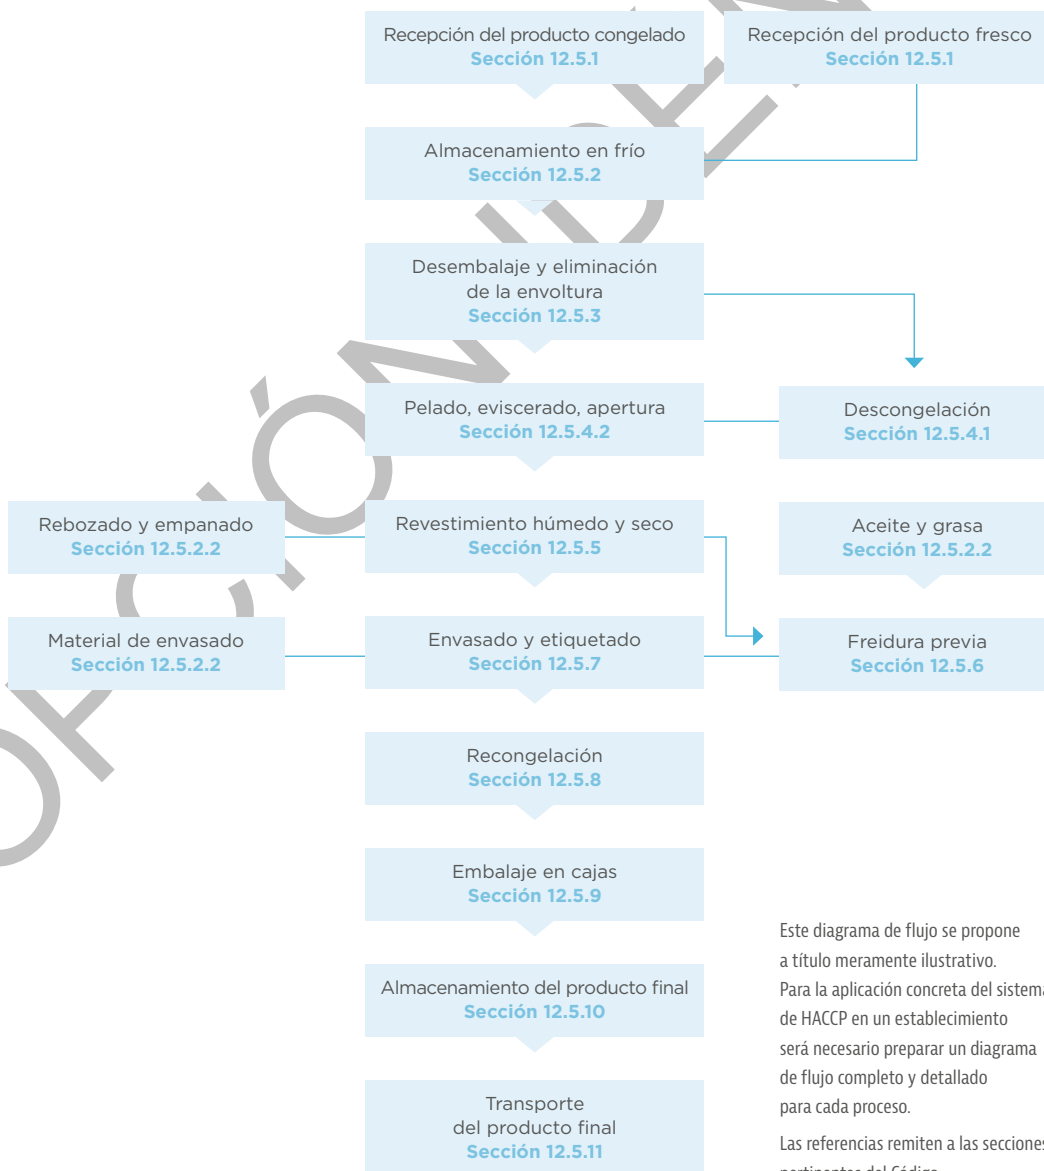 Recepción del producto congelado
Sección 12.5.1
Recepción del producto fresco
Sección 12.5.1
Almacenamiento en frío
Sección 12.5.2
Desembalaje y eliminación
de la envoltura
Sección 12.5.3
Pelado, eviscerado, apertura
Sección 12.5.4.2
Descongelación
Sección 12.5.4.1
Rebozado y empanado
Sección 12.5.2.2
Revestimiento húmedo y seco
Sección 12.5.5
Aceite y grasa
Sección 12.5.2.2
Material de envasado
Sección 12.5.2.2
Envasado y etiquetado
Sección 12.5.7
Freidura previa
Sección 12.5.6
Recongelación
Sección 12.5.8
Embalaje en cajas
Sección 12.5.9
Almacenamiento del producto final
Sección 12.5.10
Transporte
del producto final
Sección 12.5.11
Este diagrama de flujo se propone
a título meramente ilustrativo.
Para la aplicación concreta del sistema
de HACCP en un establecimiento
será necesario preparar un diagrama
de flujo completo y detallado
para cada proceso.
Las referencias remiten a las secciones
pertinentes del Código